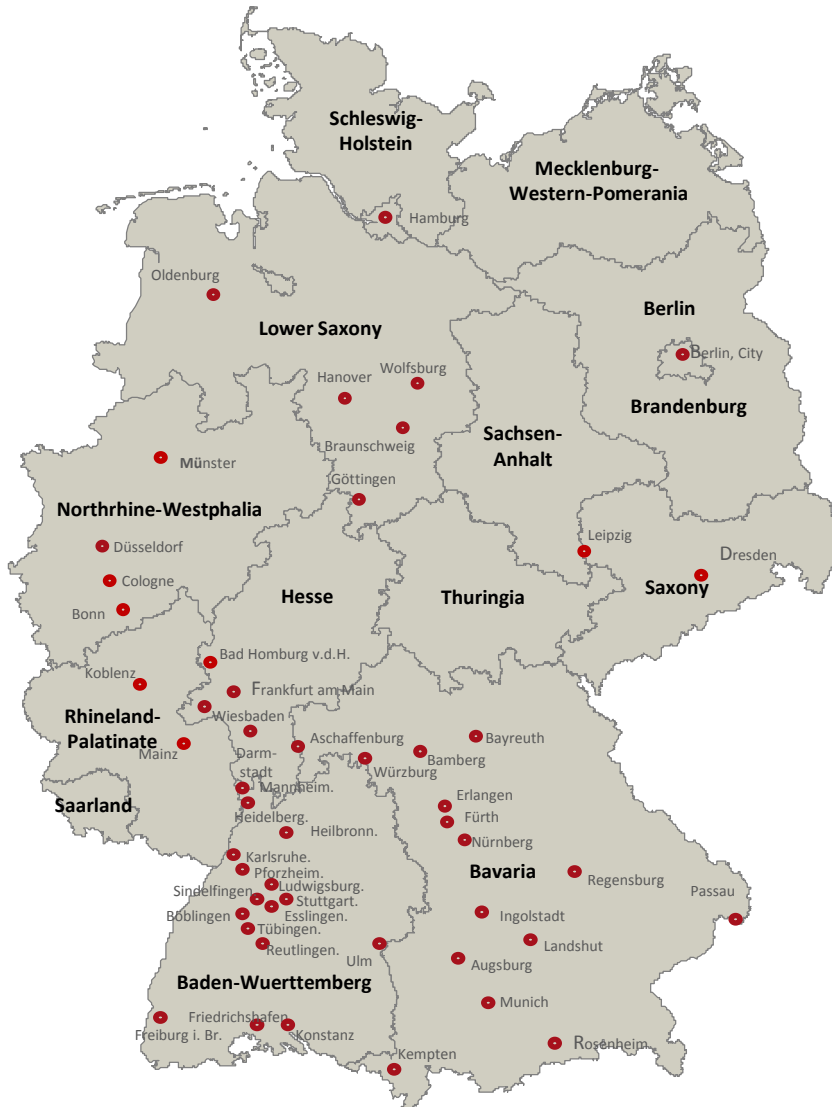 Schleswig-
Holstein
Mecklenburg-
Western-Pomerania
Hamburg
Oldenburg
Lower Saxony
Berlin
Berlin, City
Wolfsburg
Hanover
Brandenburg
Braunschweig
Sachsen-
Anhalt
Münster
Göttingen
Northrhine-Westphalia
Leipzig
Düsseldorf
Dresden
Cologne
Saxony
Hesse
Thuringia
Bonn
Bad Homburg v.d.H.
Koblenz
Frankfurt am Main
Rhineland-
Palatinate
Wiesbaden
Mainz
Darm-
stadt
Aschaffenburg
Würzburg
Bamberg
Bayreuth
Saarland
Mannheim.
Heidelberg.
Erlangen
Fürth
Heilbronn.
Nürnberg
Karlsruhe.
Pforzheim.
Bavaria
Regensburg
Ludwigsburg.
Sindelfingen
Stuttgart.
Passau
Böblingen
Esslingen.
Ingolstadt
Tübingen.
Reutlingen.
Ulm
Landshut
Augsburg
Baden-Wuerttemberg
Munich
Friedrichshafen
Freiburg i. Br.
Konstanz
Rosenheim
Kempten